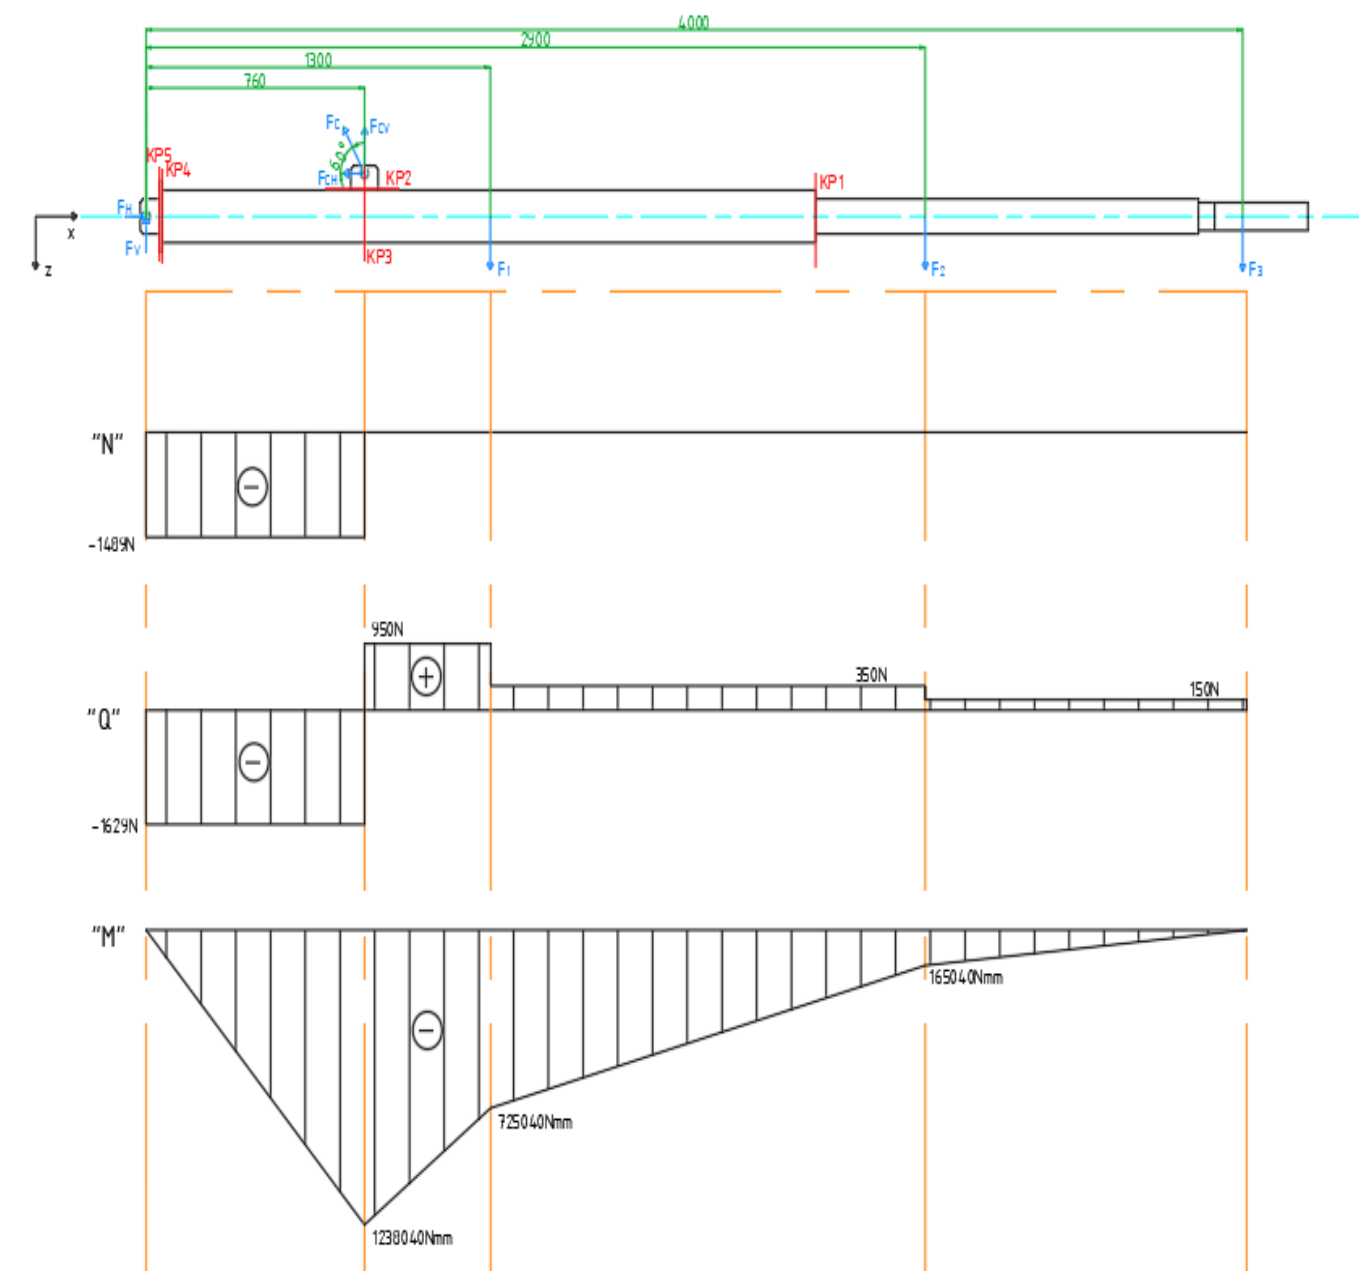 4000
2900
1300
760
Fc
Fcv
60°
KP5
KP4
FCH
KP2
KP1
FH
x
Fv
KP3
F1
F2
F3
z
"N"
-1489N
950N
350N
150N
"Q"
-1629N
"M"
165040Nmm
725040Nmm
1238040Nmm